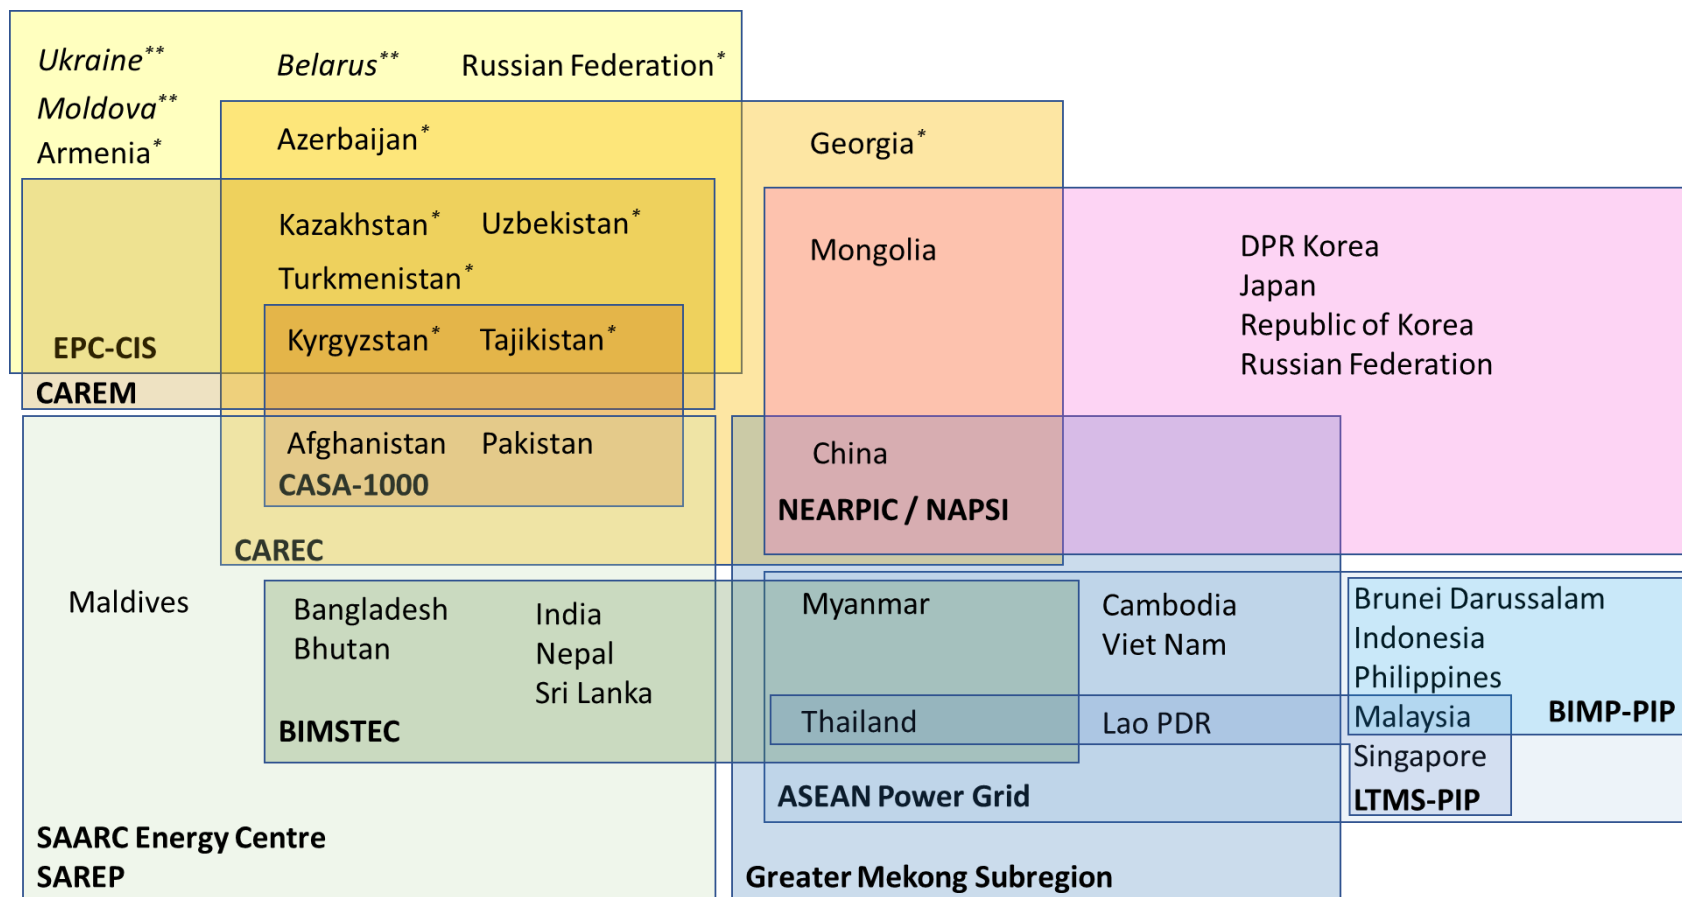 Ukraine**
Belarus**
Russian Federation*
Moldova**
Armenia*
Azerbaijan*
Georgia*
Kazakhstan*
Uzbekistan*
Turkmenistan*
Mongolia
DPR Korea
Japan
Republic of Korea
Russian Federation
Kyrgyzstan*
Tajikistan*
EPC-CIS
CAREM
Afghanistan
Pakistan
CASA-1000
China
NEARPIC / NAPSI
CAREC
Maldives
Bangladesh
Bhutan
India
Nepal
Sri Lanka
BIMSTEC
Myanmar
Thailand
Cambodia
Viet Nam
Lao PDR
Brunei Darussalam
Indonesia
Philippines
Malaysia
BIMP-PIP
Singapore
LTMS-PIP
ASEAN Power Grid
SAARC Energy Centre
SAREP
Greater Mekong Subregion